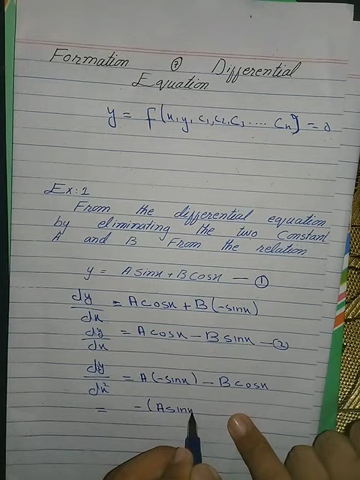 Formation of Differential
Equation
y = f(x,y,c₁,c₂,c₃ .... cₙ) = 0
Ex:1
From the differential equation
by eliminating the two Constant
A and B From the relation
y = A sinx + B cosx — ①
dy/dx = A cosx + B(-sinx)
dy/dx = A cosx - B sinx — ②
dy/dx² = A(-sinx) - B cosx
= -(A sinx